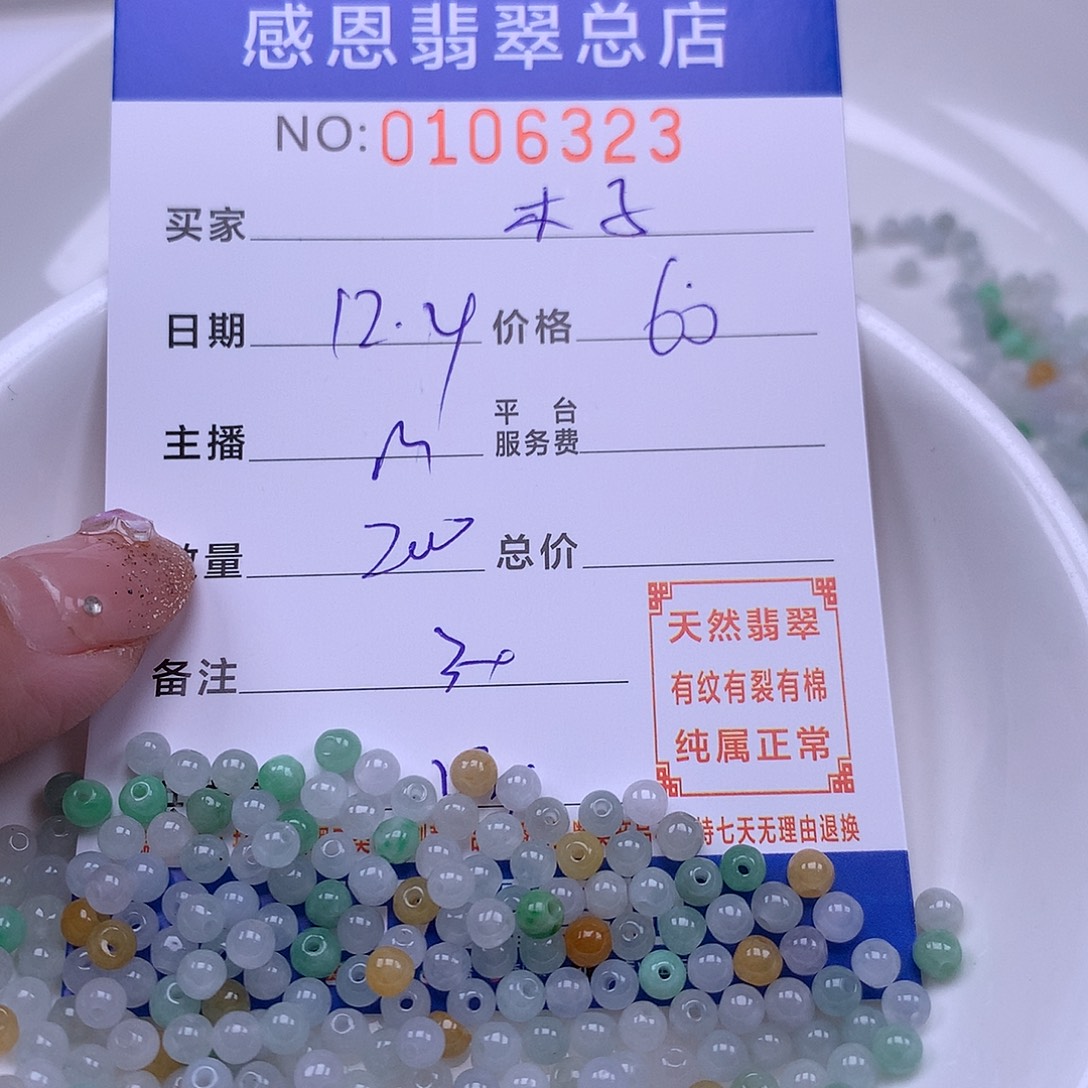 感恩翡翠总店
NO:0106323
买家 木子
日期 12.4 价格 60
主播 M 平台服务费
量 200 总价
备注 30
天然翡翠
有纹有裂有棉
纯属正常
持七天无理由退换